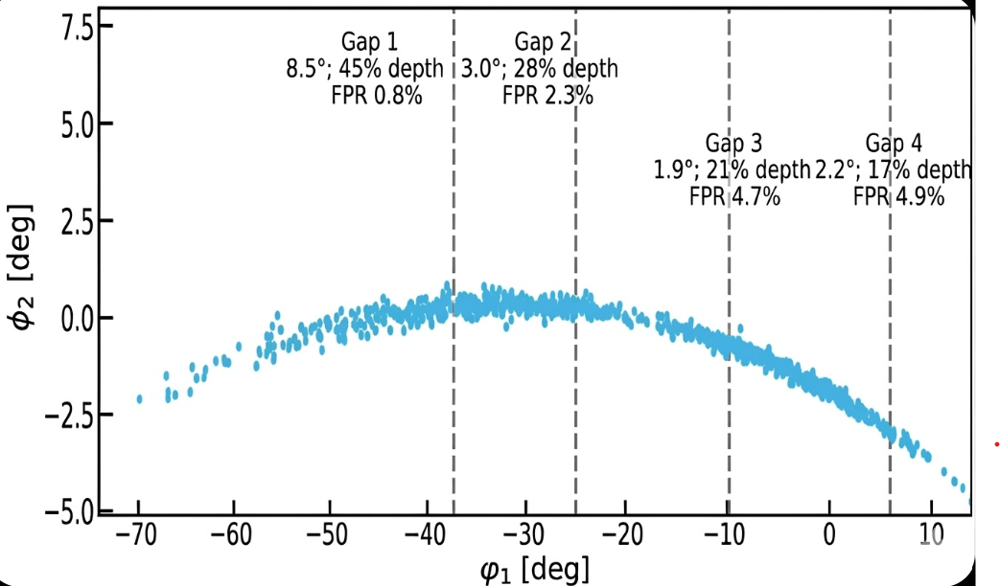 7.5
Gap 1
8.5°; 45% depth
FPR 0.8%
Gap 2
3.0°; 28% depth
FPR 2.3%
5.0
Gap 3
1.9°; 21% depth
FPR 4.7%
Gap 4
2.2°; 17% depth
FPR 4.9%
2.5
0.0
−2.5
−5.0
ϕ2 [deg]
−70 −60 −50 −40 −30 −20 −10 0 10
φ1 [deg]